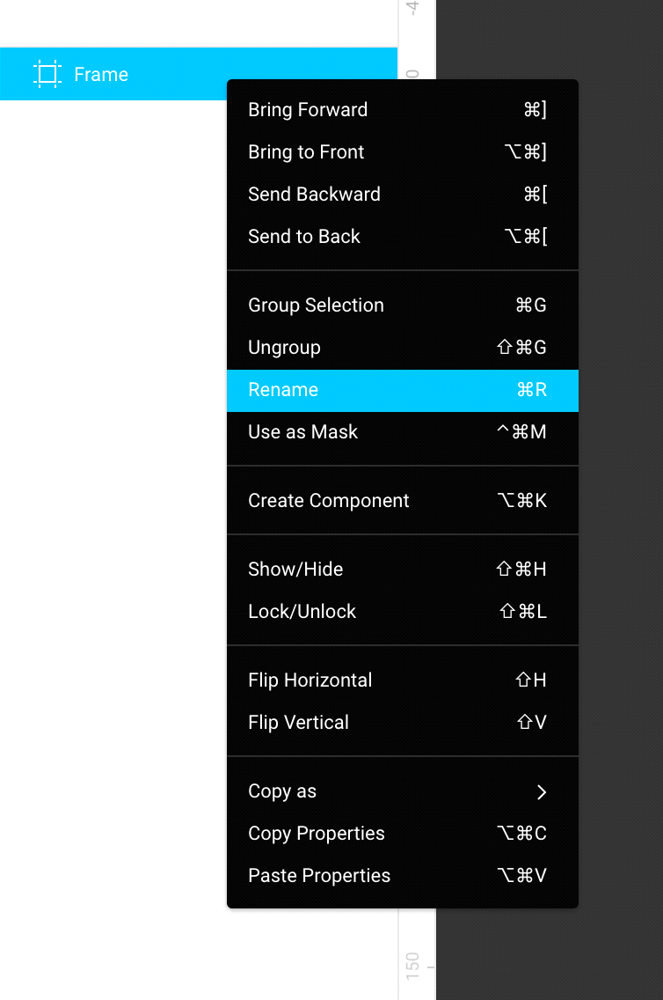 -4
Frame
0
Bring Forward ⌘]
Bring to Front ⌥⌘]
Send Backward ⌘[
Send to Back ⌥⌘[
Group Selection ⌘G
Ungroup ⇧⌘G
Rename ⌘R
Use as Mask ^⌘M
Create Component ⌥⌘K
Show/Hide ⇧⌘H
Lock/Unlock ⇧⌘L
Flip Horizontal ⇧H
Flip Vertical ⇧V
Copy as
Copy Properties ⌥⌘C
Paste Properties ⌥⌘V
150